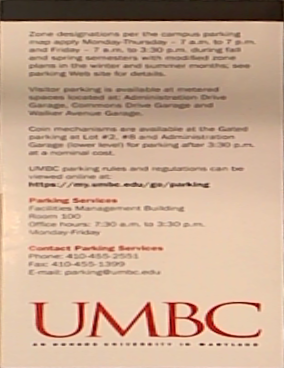 Zone designations per the campus parking
map apply Monday-Thursday - 7 a.m. to 7 p.m.
and Friday - 7 a.m. to 3:30 p.m. during fall
and spring semesters with modified zone
plans in the winter and summer months; see
parking Web site for details.
Visitor parking is available at metered
spaces located at: Administration Drive
Garage, Commons Drive Garage and
Walker Avenue Garage.
Coin mechanisms are available at the Gated
parking at Lot #2, #8 and Administration
Garage (lower level) for parking after 3:30 p.m.
at a nominal cost.
UMBC parking rules and regulations can be
viewed online at:
https://my.umbc.edu/go/parking
Parking Services
Facilities Management Building
Room 100
Office hours: 7:30 a.m. to 3:30 p.m.
Monday-Friday
Contact Parking Services
Phone: 410-455-2551
Fax: 410-455-1399
E-mail: parking@umbc.edu
UMBC
AN HONORS UNIVERSITY IN MARYLAND